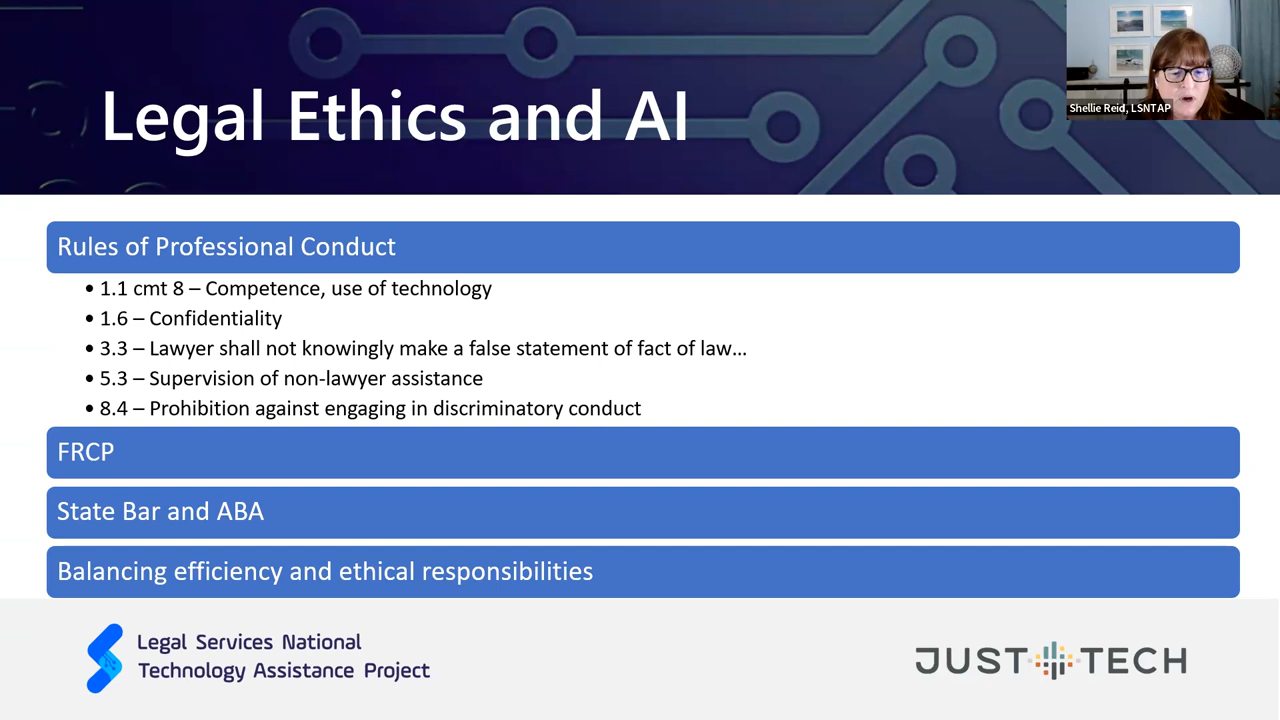 Legal Ethics and AI
Shellie Reid, LSNTAP
Rules of Professional Conduct
• 1.1 cmt 8 – Competence, use of technology
• 1.6 – Confidentiality
• 3.3 – Lawyer shall not knowingly make a false statement of fact of law...
• 5.3 – Supervision of non-lawyer assistance
• 8.4 – Prohibition against engaging in discriminatory conduct
FRCP
State Bar and ABA
Balancing efficiency and ethical responsibilities
Legal Services National
Technology Assistance Project
JUST TECH